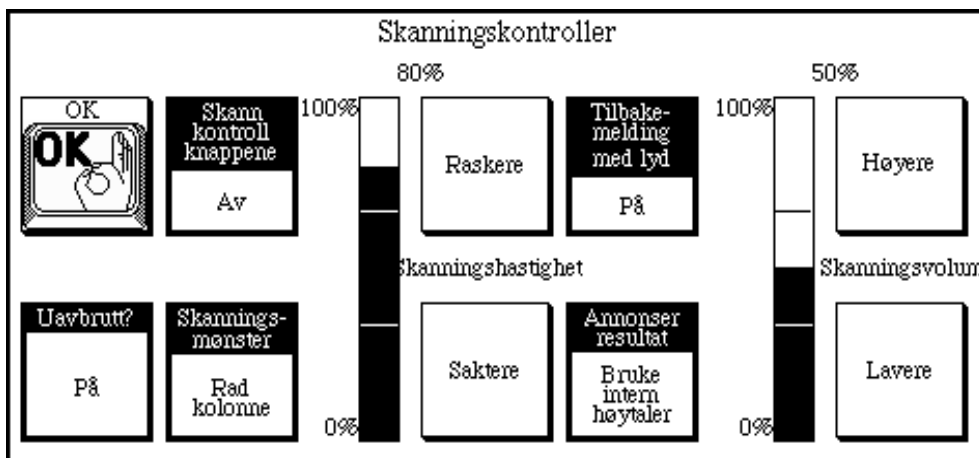 Skanningskontroller
80%
50%
OK
OK
Skann
kontroll
knappene
Av
100%
Raskere
Tilbake-
melding
med lyd
På
100%
Høyere
Skanningshastighet
Skanningsvolum
Uavbrutt?
På
Skannings-
mønster
Rad
kolonne
0%
Saktere
Annonser
resultat
Bruke
intern
høytaler
0%
Lavere